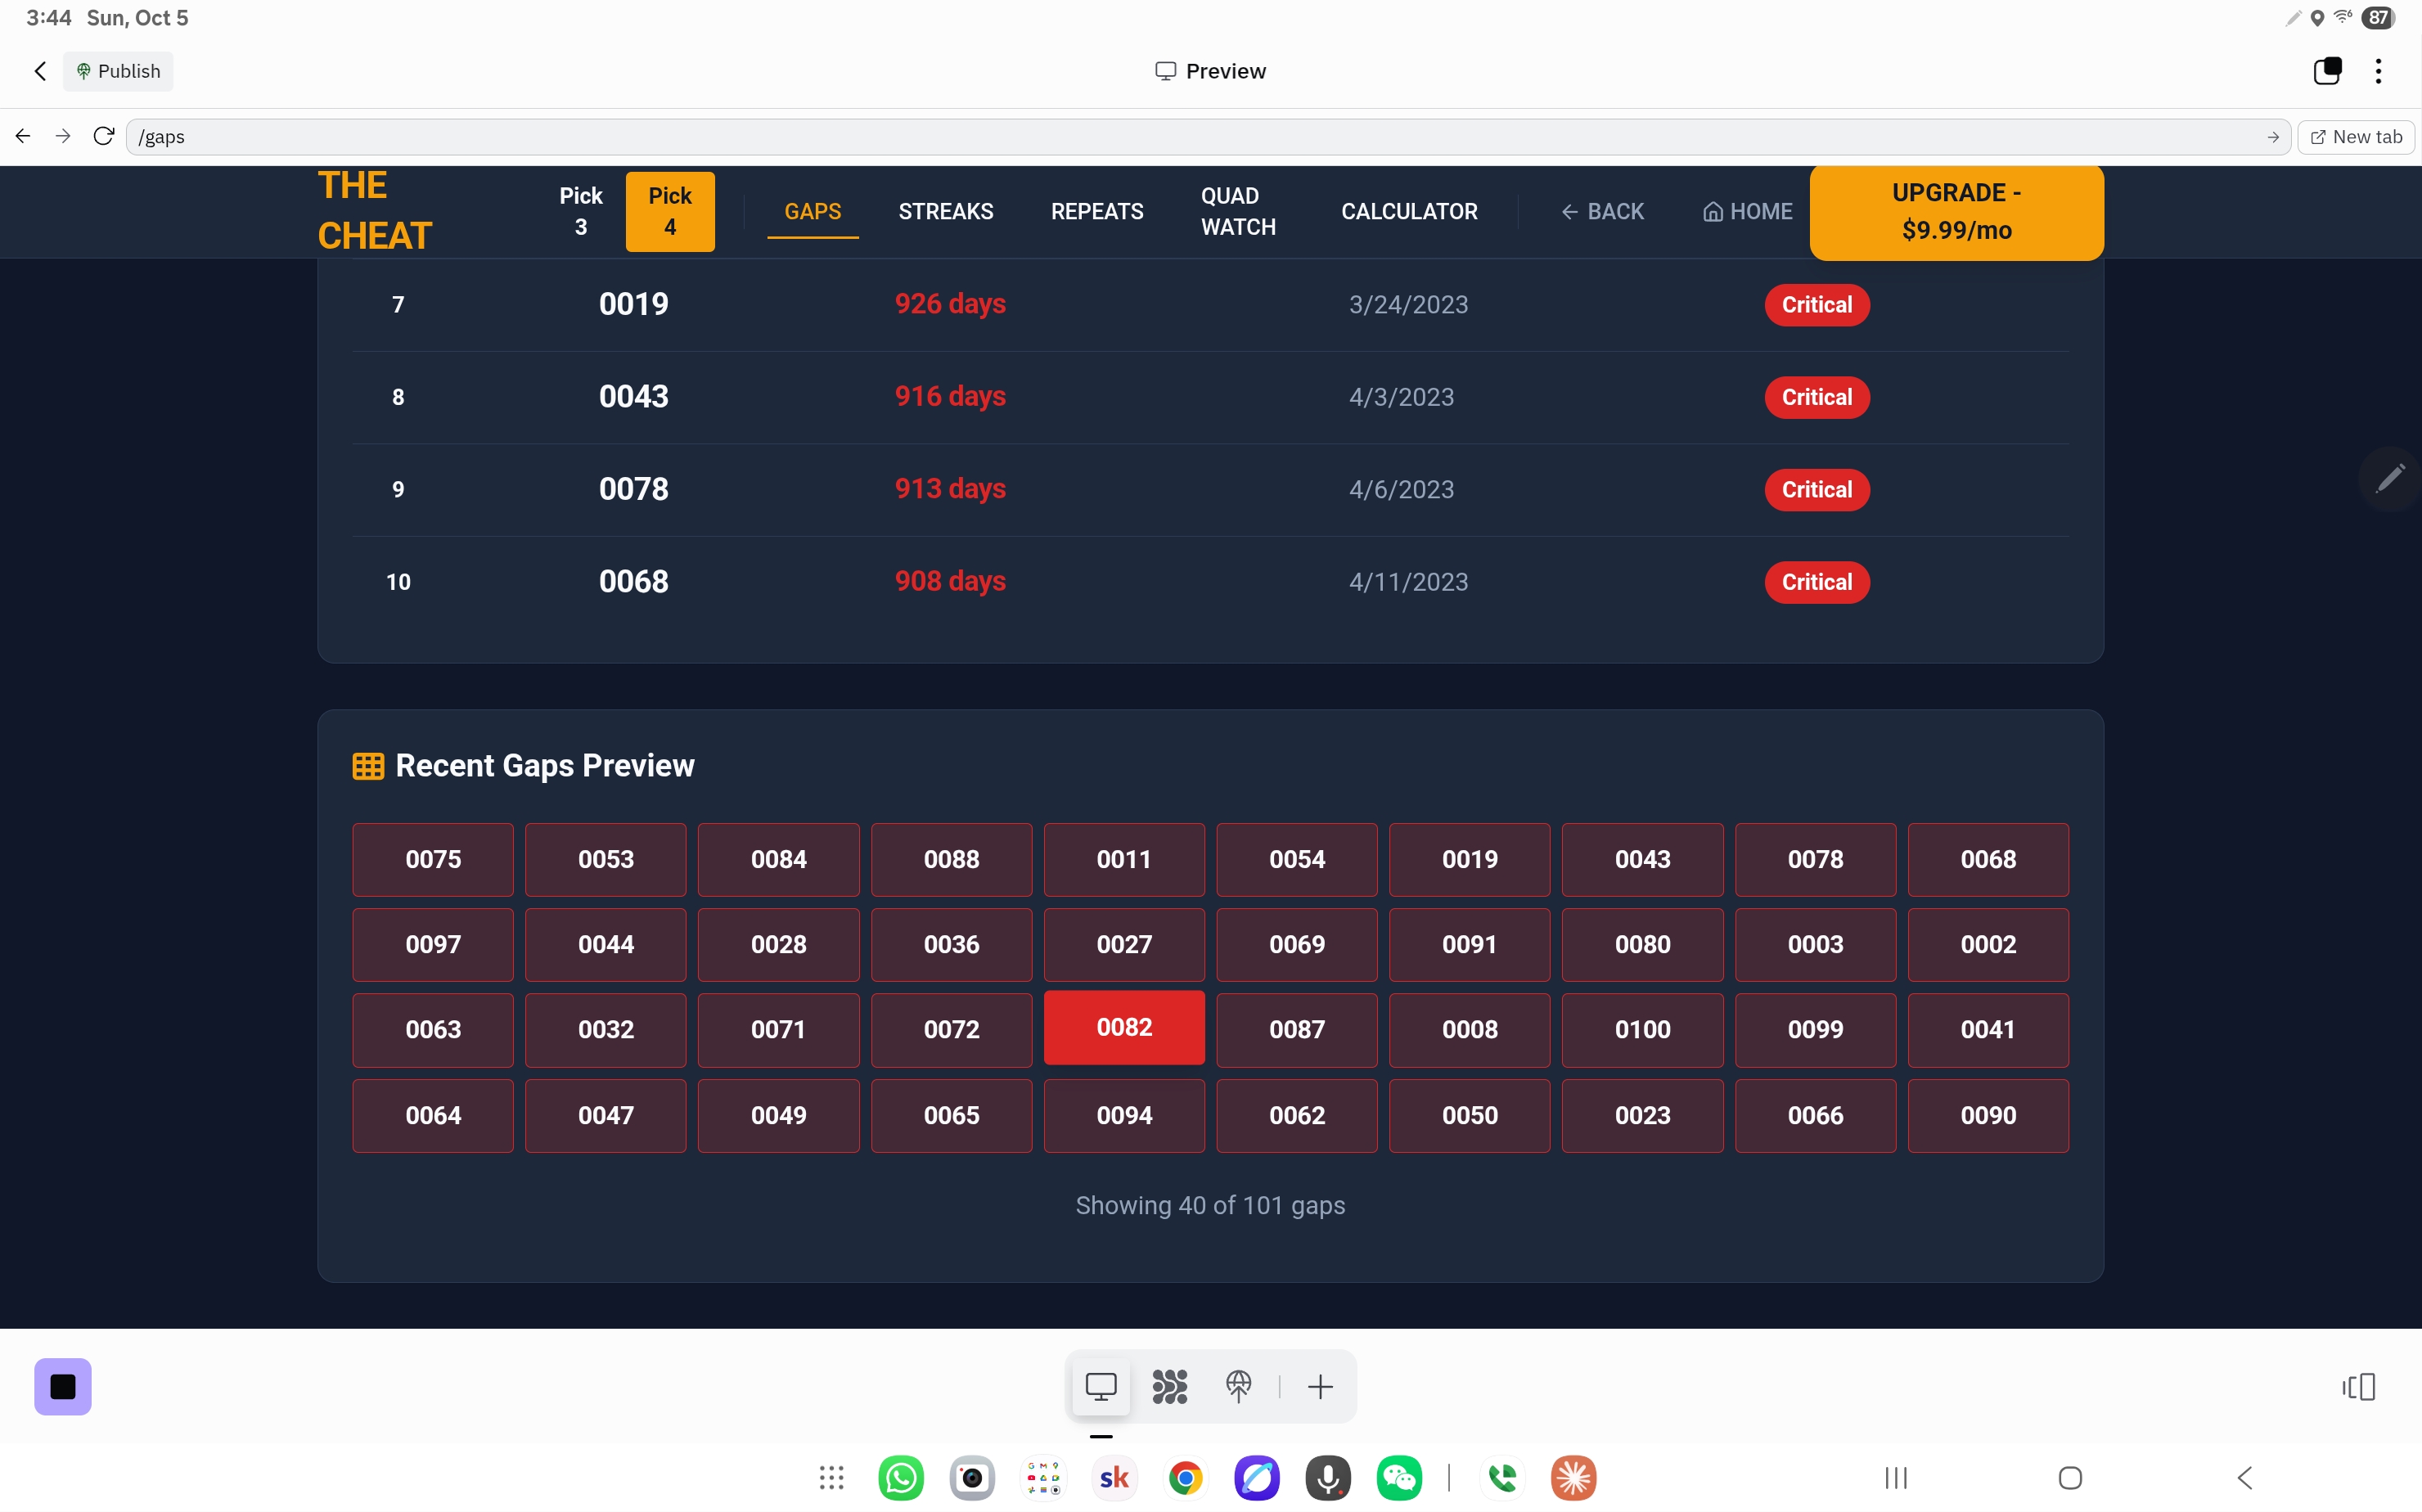 3:44 Sun, Oct 5
87
Publish
Preview
/gaps
New tab
THE
CHEAT
Pick
3
Pick
4
GAPS
STREAKS
REPEATS
QUAD
WATCH
CALCULATOR
BACK
HOME
UPGRADE -
$9.99/mo
7 0019 926 days 3/24/2023 Critical
8 0043 916 days 4/3/2023 Critical
9 0078 913 days 4/6/2023 Critical
10 0068 908 days 4/11/2023 Critical
Recent Gaps Preview
0075 0053 0084 0088 0011 0054 0019 0043 0078 0068
0097 0044 0028 0036 0027 0069 0091 0080 0003 0002
0063 0032 0071 0072 0082 0087 0008 0100 0099 0041
0064 0047 0049 0065 0094 0062 0050 0023 0066 0090
Showing 40 of 101 gaps
sk